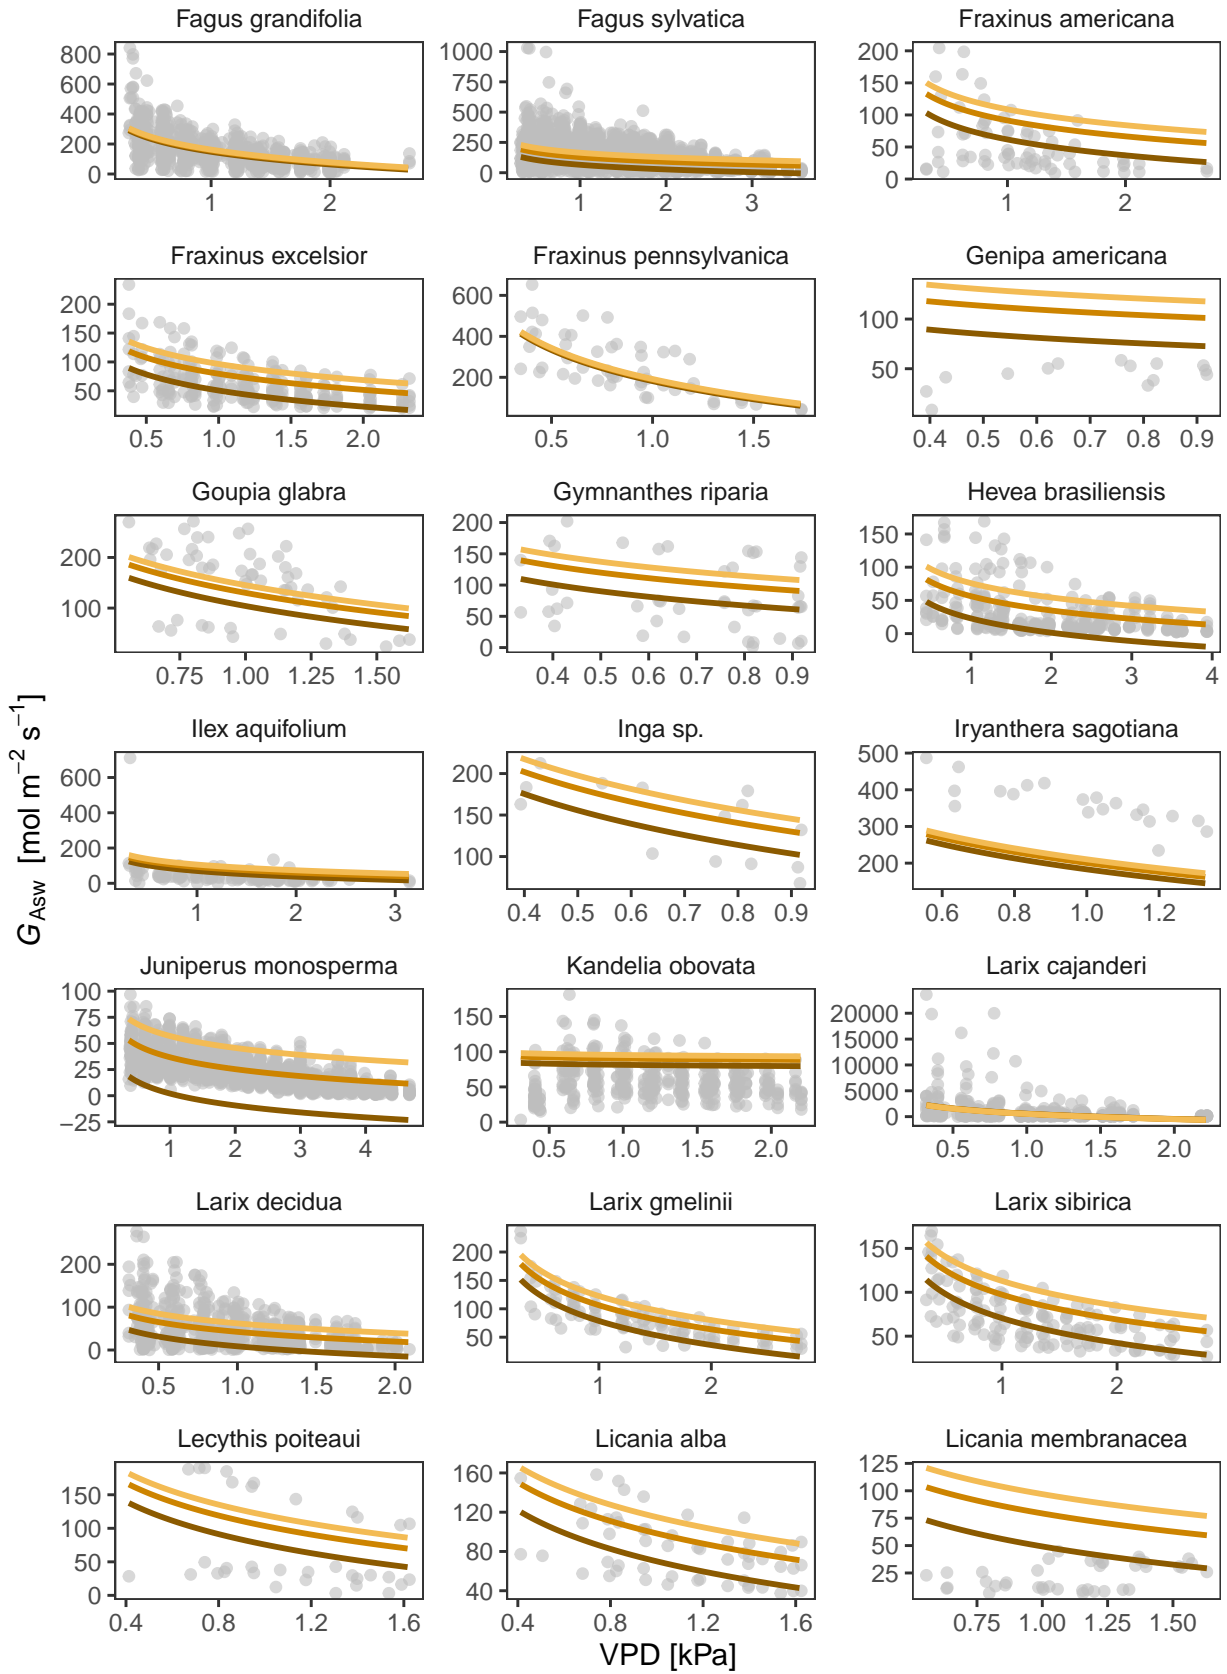 Fagus grandifolia
Fagus sylvatica
Fraxinus americana
800
600
400
200
0
1000
750
500
250
0
200
150
100
50
0
1 2
1 2 3
1 2
Fraxinus excelsior
Fraxinus pennsylvanica
Genipa americana
200
150
100
50
600
400
200
100
50
0.5 1.0 1.5 2.0
0.5 1.0 1.5
0.4 0.5 0.6 0.7 0.8 0.9
Goupia glabra
Gymnanthes riparia
Hevea brasiliensis
200
100
200
150
100
50
0
150
100
50
0
0.75 1.00 1.25 1.50
0.4 0.5 0.6 0.7 0.8 0.9
1 2 3 4
G Asw [mol m−2 s−1]
Ilex aquifolium
Inga sp.
Iryanthera sagotiana
600
400
200
0
200
150
100
500
400
300
200
1 2 3
0.4 0.5 0.6 0.7 0.8 0.9
0.6 0.8 1.0 1.2
Juniperus monosperma
Kandelia obovata
Larix cajanderi
100
75
50
25
0
−25
150
100
50
0
20000
15000
10000
5000
0
1 2 3 4
0.5 1.0 1.5 2.0
0.5 1.0 1.5 2.0
Larix decidua
Larix gmelinii
Larix sibirica
200
100
0
200
150
100
50
150
100
50
0.5 1.0 1.5 2.0
1 2
1 2
Lecythis poiteaui
Licania alba
Licania membranacea
150
100
50
0
160
120
80
40
125
100
75
50
25
0.4 0.8 1.2 1.6
0.4 0.8 1.2 1.6
0.75 1.00 1.25 1.50
VPD [kPa]